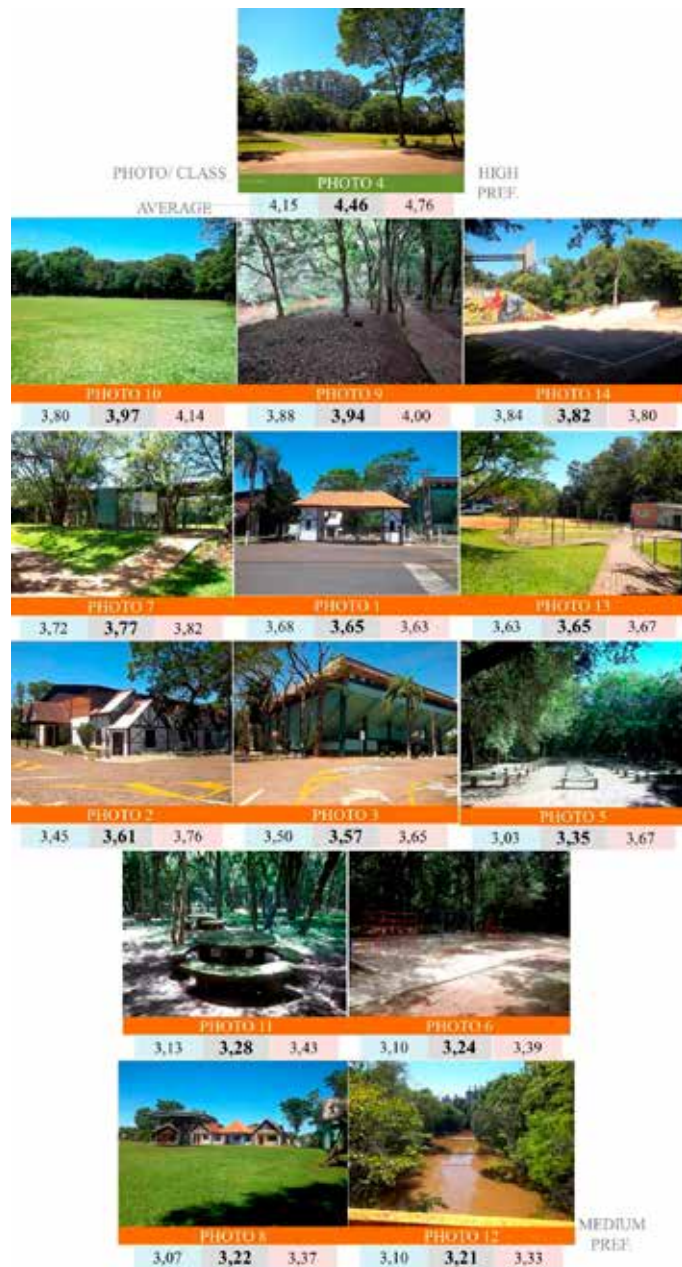 PHOTO/ CLASS
PHOTO 4
HIGH
PREF.
AVERAGE
4,15 4,46 4,76
PHOTO 10 PHOTO 9 PHOTO 14
3,80 3,97 4,14 3,88 3,94 4,00 3,84 3,82 3,80
PHOTO 7 PHOTO 1 PHOTO 13
3,72 3,77 3,82 3,68 3,65 3,63 3,63 3,65 3,67
PHOTO 2 PHOTO 3 PHOTO 5
3,45 3,61 3,76 3,50 3,57 3,65 3,03 3,35 3,67
PHOTO 11 PHOTO 6
3,13 3,28 3,43 3,10 3,24 3,39
PHOTO 8 PHOTO 12
MEDIUM
PREF.
3,07 3,22 3,37 3,10 3,21 3,33